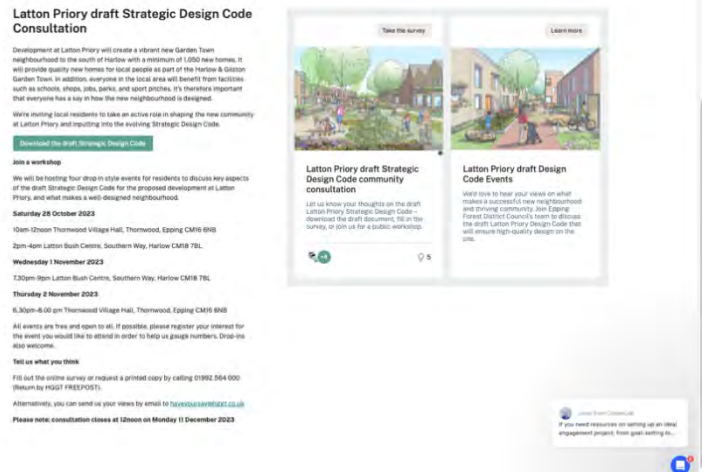 Latton Priory draft Strategic Design Code
Consultation
Development at Latton Priory will create a vibrant new Garden Town
neighbourhood to the south of Harlow with a minimum of 1,050 new homes. It
will provide quality new homes for local people as part of the Harlow & Gilston
Garden Town. In addition, everyone in the local area will benefit from facilities
such as schools, shops, jobs, parks, and sport pitches. It's therefore important
that everyone has a say in how the new neighbourhood is designed.
We're inviting local residents to take an active role in shaping the new community
at Latton Priory and inputting into the evolving Strategic Design Code.
Download the draft Strategic Design Code
Join a workshop
We will be hosting four drop in style events for residents to discuss key aspects
of the draft Strategic Design Code for the proposed development at Latton
Priory, and what makes a well-designed neighbourhood.
Saturday 28 October 2023
10am-12noon Thornwood Village Hall, Thornwood, Epping CM16 6NB
2pm-4pm Latton Bush Centre, Southern Way, Harlow CM18 7BL
Wednesday 1 November 2023
7.30pm-9pm Latton Bush Centre, Southern Way, Harlow CM18 7BL
Thursday 2 November 2023
6.30pm-8.00 pm Thornwood Village Hall, Thornwood, Epping CM16 6NB
All events are free and open to all. If possible, please register your interest for
the event you would like to attend in order to help us gauge numbers. Drop-ins
also welcome.
Tell us what you think
Fill out the online survey or request a printed copy by calling 01992 564 000
(Return by HGGT FREEPOST).
Alternatively, you can send us your views by email to haveyoursay@hggt.co.uk
Please note: consultation closes at 12noon on Monday 11 December 2023
Take the survey
Latton Priory draft Strategic
Design Code community
consultation
Let us know your thoughts on the draft
Latton Priory Strategic Design Code –
download the draft document, fill in the
survey, or join us for a public workshop.
+4
5
Learn more
Latton Priory draft Design
Code Events
We'd love to hear your views on what
makes a successful new neighbourhood
and thriving community. Join Epping
Forest District Council's team to discuss
the draft Latton Priory Design Code that
will ensure high-quality design on the
site.
from
If you need resources on setting up an ideal
engagement project, from goal-setting to...